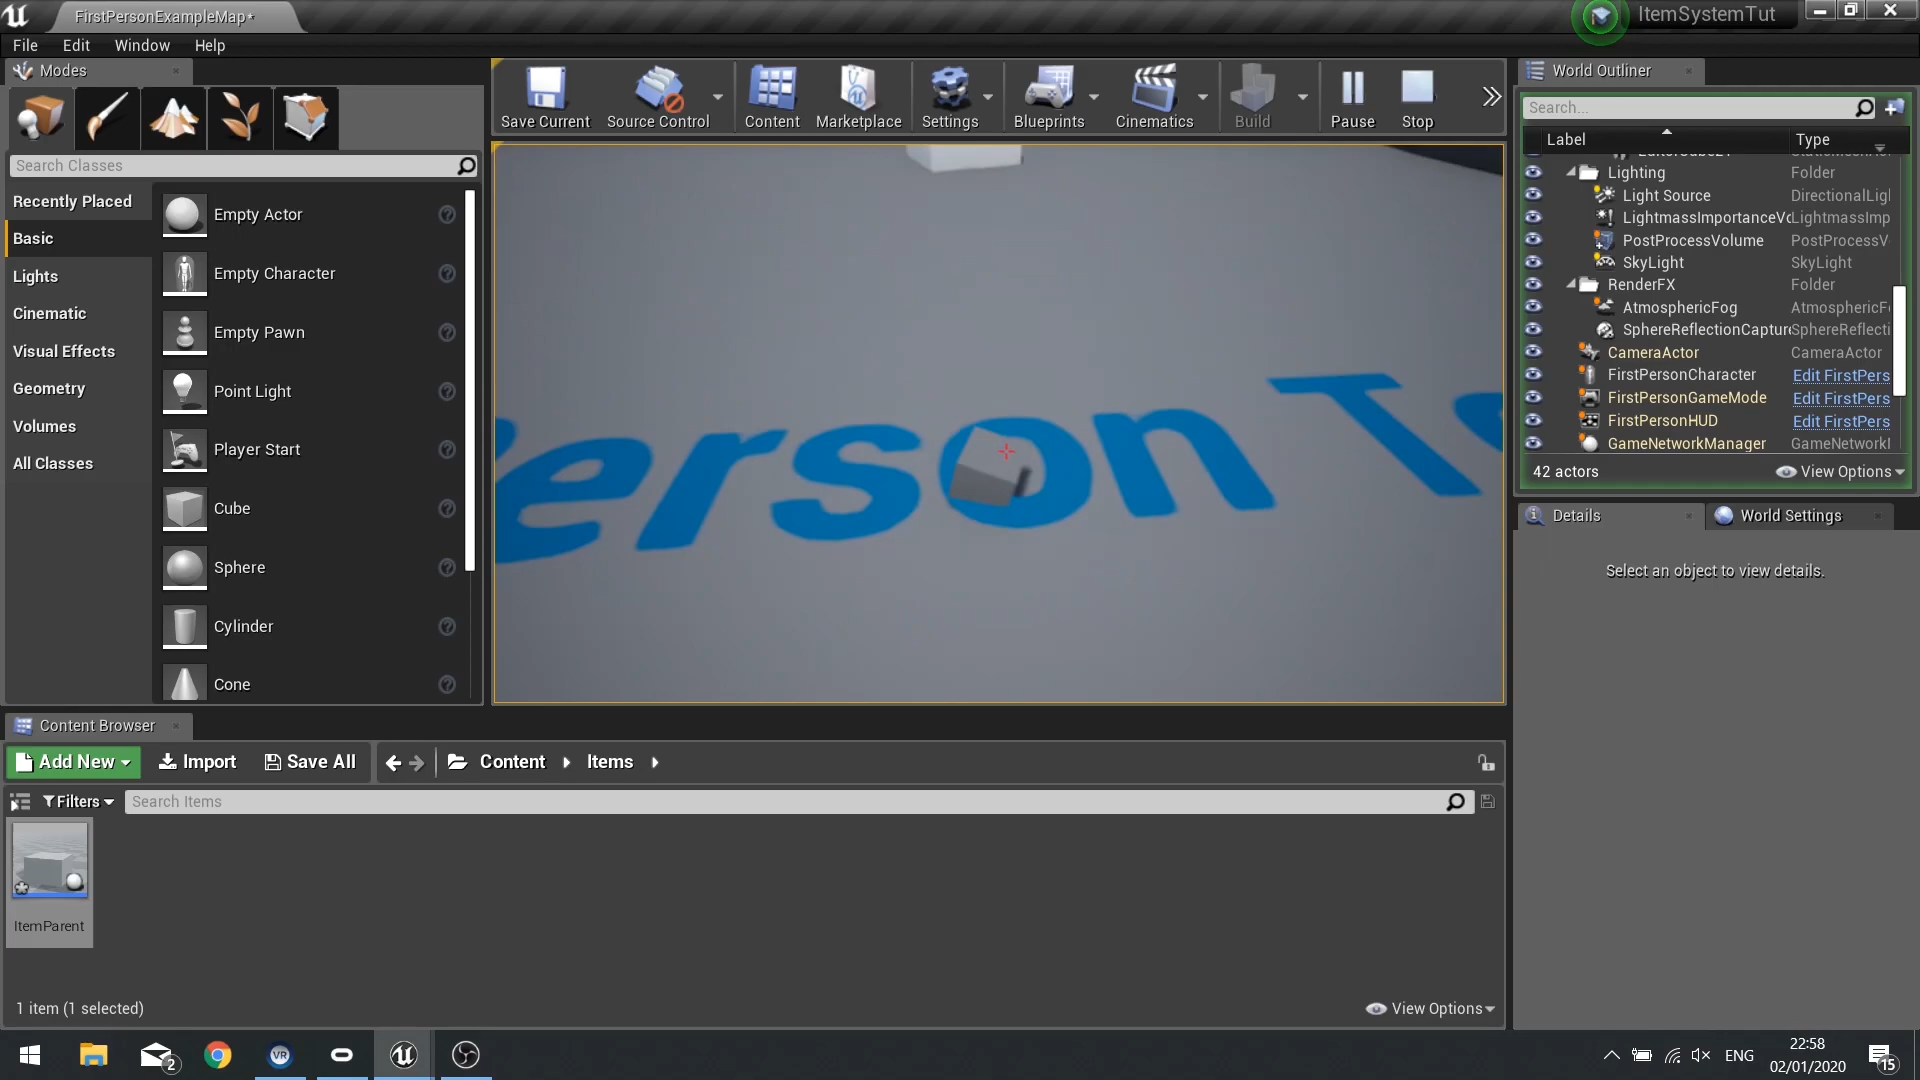 FirstPersonExampleMap*
ItemSystemTut
File Edit Window Help
Modes
Search Classes
Recently Placed
Basic
Lights
Cinematic
Visual Effects
Geometry
Volumes
All Classes
Empty Actor
Empty Character
Empty Pawn
Point Light
Player Start
Cube
Sphere
Cylinder
Cone
Save Current
Source Control
Content
Marketplace
Settings
Blueprints
Cinematics
Build
Pause
Stop
erson T
World Outliner
Search...
Label Type
Lighting Folder
Light Source DirectionalLigl
LightmassImportanceVc LightmassImp
PostProcessVolume PostProcessV
SkyLight SkyLight
RenderFX Folder
AtmosphericFog AtmosphericF
SphereReflectionCapture SphereReflecti
CameraActor CameraActor
FirstPersonCharacter Edit FirstPers
FirstPersonGameMode Edit FirstPers
FirstPersonHUD Edit FirstPers
GameNetworkManager GameNetworkM
42 actors View Options
Details
World Settings
Select an object to view details.
Content Browser
Add New Import Save All Content Items
Filters Search Items
ItemParent
1 item (1 selected)
View Options
VR
2
ENG
22:58
02/01/2020
15